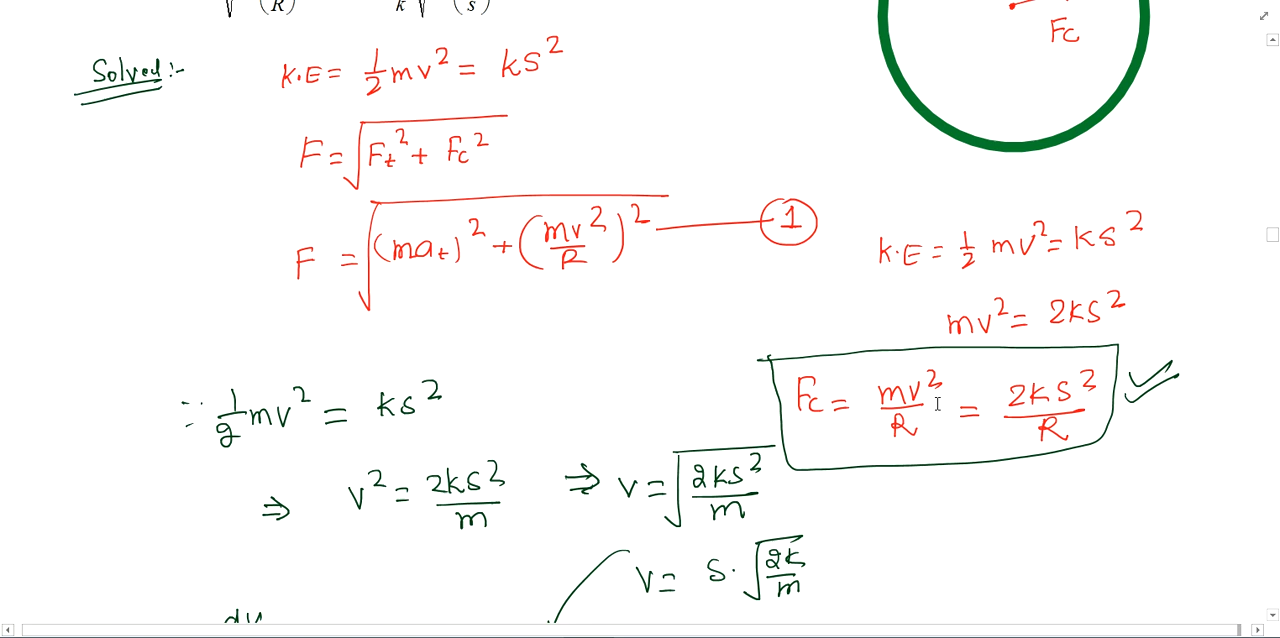 √ (R) k √ (s)
Fc
Solved:-
K.E = 1/2 mv² = kS²
F = √(Ft² + Fc²)
F = √((mat)² + (mv²/R)²) —— 1
K.E = 1/2 mv² = KS²
mv² = 2KS²
Fc = mv²/R = 2KS²/R
∵ 1/2 mv² = kS²
⇒ v² = 2kS²/m ⇒ v = √(2kS²/m)
v = S·√(2k/m)